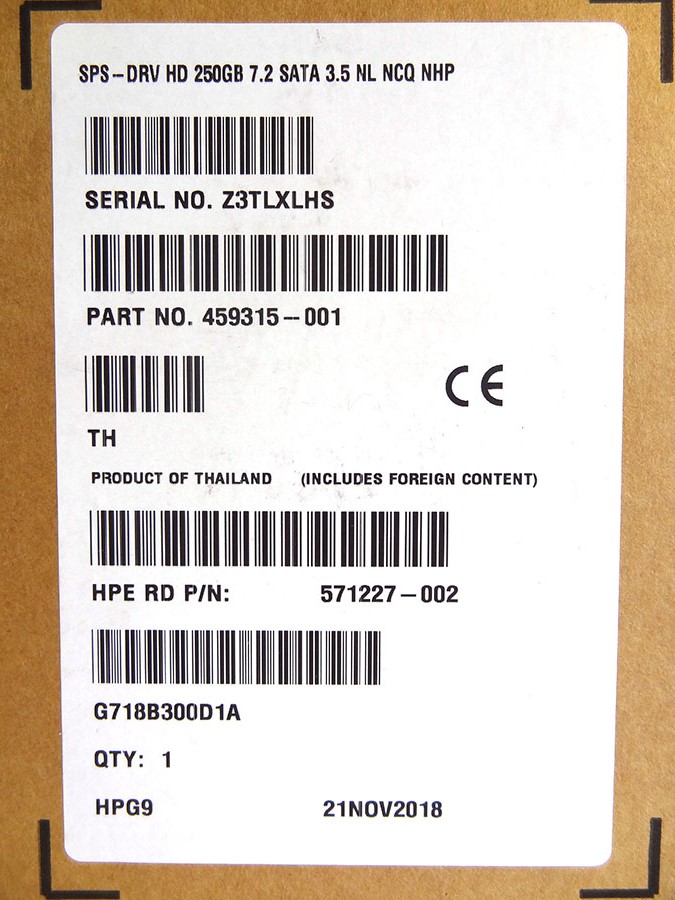 SPS-DRV HD 250GB 7.2 SATA 3.5 NL NCQ NHP
SERIAL NO. Z3TLXLHS
PART NO. 459315-001
CE
TH
PRODUCT OF THAILAND (INCLUDES FOREIGN CONTENT)
HPE RD P/N: 571227-002
G718B300D1A
QTY: 1
HPG9 21NOV2018